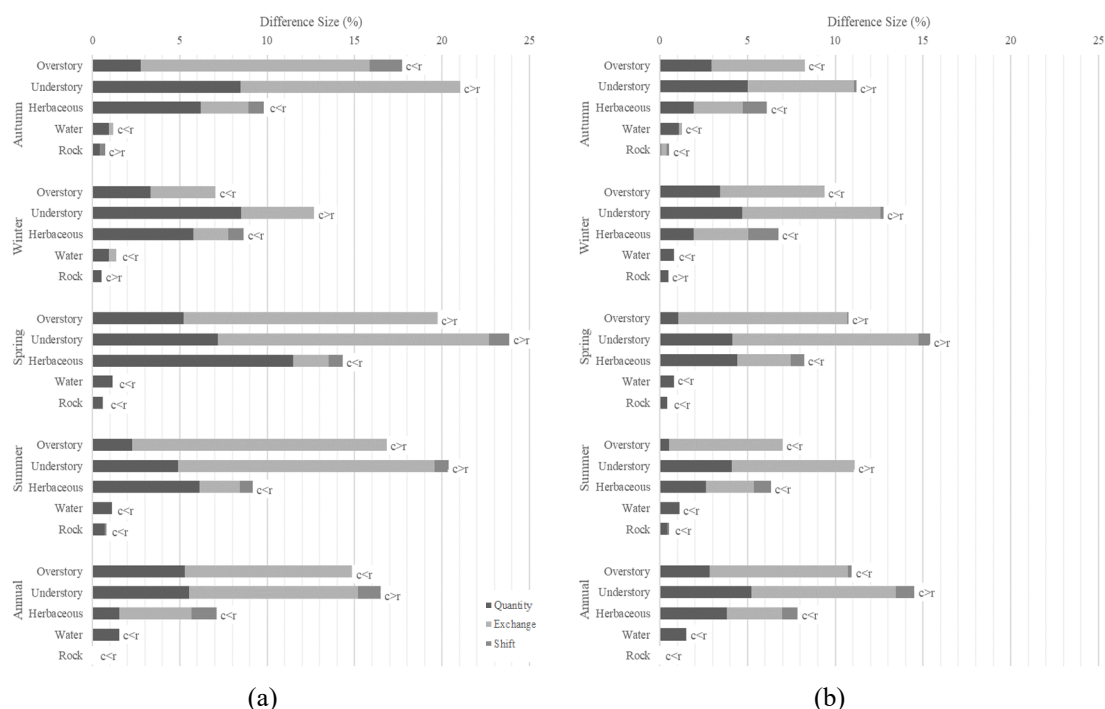 Difference Size (%)
0 5 10 15 20 25
Autumn
Overstory c<r
Understory c>r
Herbaceous c<r
Water c<r
Rock c>r
Winter
Overstory c<r
Understory c>r
Herbaceous c<r
Water c<r
Rock c>r
Spring
Overstory c>r
Understory c>r
Herbaceous c<r
Water c<r
Rock c<r
Summer
Overstory c>r
Understory c>r
Herbaceous c<r
Water c<r
Rock c<r
Annual
Overstory c<r
Understory c>r
Herbaceous c<r
Water c<r
Rock c<r
Quantity
Exchange
Shift
(a)
Difference Size (%)
0 5 10 15 20 25
Autumn
Overstory c<r
Understory c>r
Herbaceous c<r
Water c<r
Rock c<r
Winter
Overstory c<r
Understory c>r
Herbaceous c<r
Water c<r
Rock c>r
Spring
Overstory c>r
Understory c>r
Herbaceous c<r
Water c<r
Rock c<r
Summer
Overstory c<r
Understory c>r
Herbaceous c<r
Water c<r
Rock c<r
Annual
Overstory c<r
Understory c>r
Herbaceous c<r
Water c<r
Rock c<r
(b)